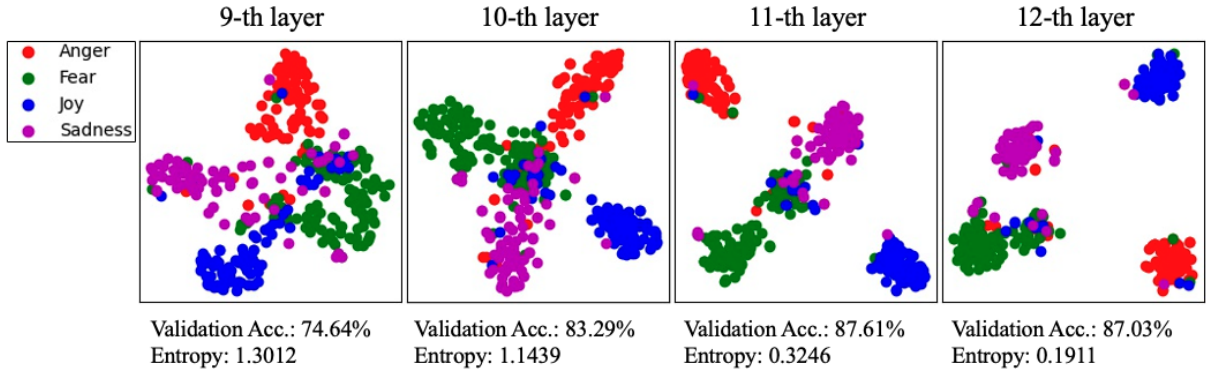 9-th layer
10-th layer
11-th layer
12-th layer
Anger
Fear
Joy
Sadness
Validation Acc.: 74.64%
Entropy: 1.3012
Validation Acc.: 83.29%
Entropy: 1.1439
Validation Acc.: 87.61%
Entropy: 0.3246
Validation Acc.: 87.03%
Entropy: 0.1911